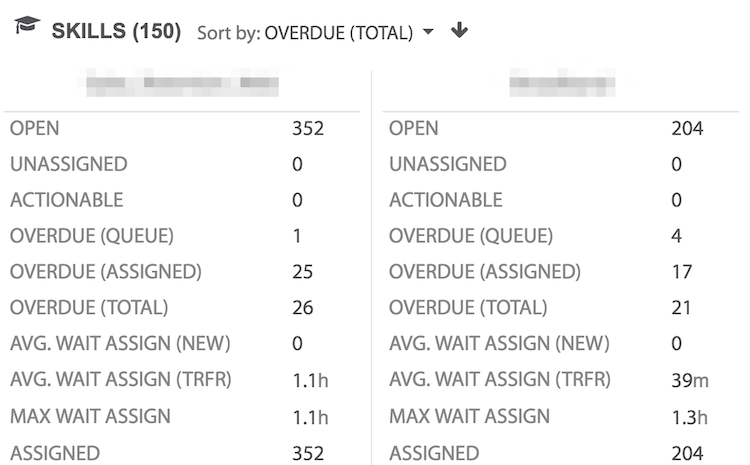 SKILLS (150) Sort by: OVERDUE (TOTAL)
OPEN 352
UNASSIGNED 0
ACTIONABLE 0
OVERDUE (QUEUE) 1
OVERDUE (ASSIGNED) 25
OVERDUE (TOTAL) 26
AVG. WAIT ASSIGN (NEW) 0
AVG. WAIT ASSIGN (TRFR) 1.1h
MAX WAIT ASSIGN 1.1h
ASSIGNED 352
OPEN 204
UNASSIGNED 0
ACTIONABLE 0
OVERDUE (QUEUE) 4
OVERDUE (ASSIGNED) 17
OVERDUE (TOTAL) 21
AVG. WAIT ASSIGN (NEW) 0
AVG. WAIT ASSIGN (TRFR) 39m
MAX WAIT ASSIGN 1.3h
ASSIGNED 204